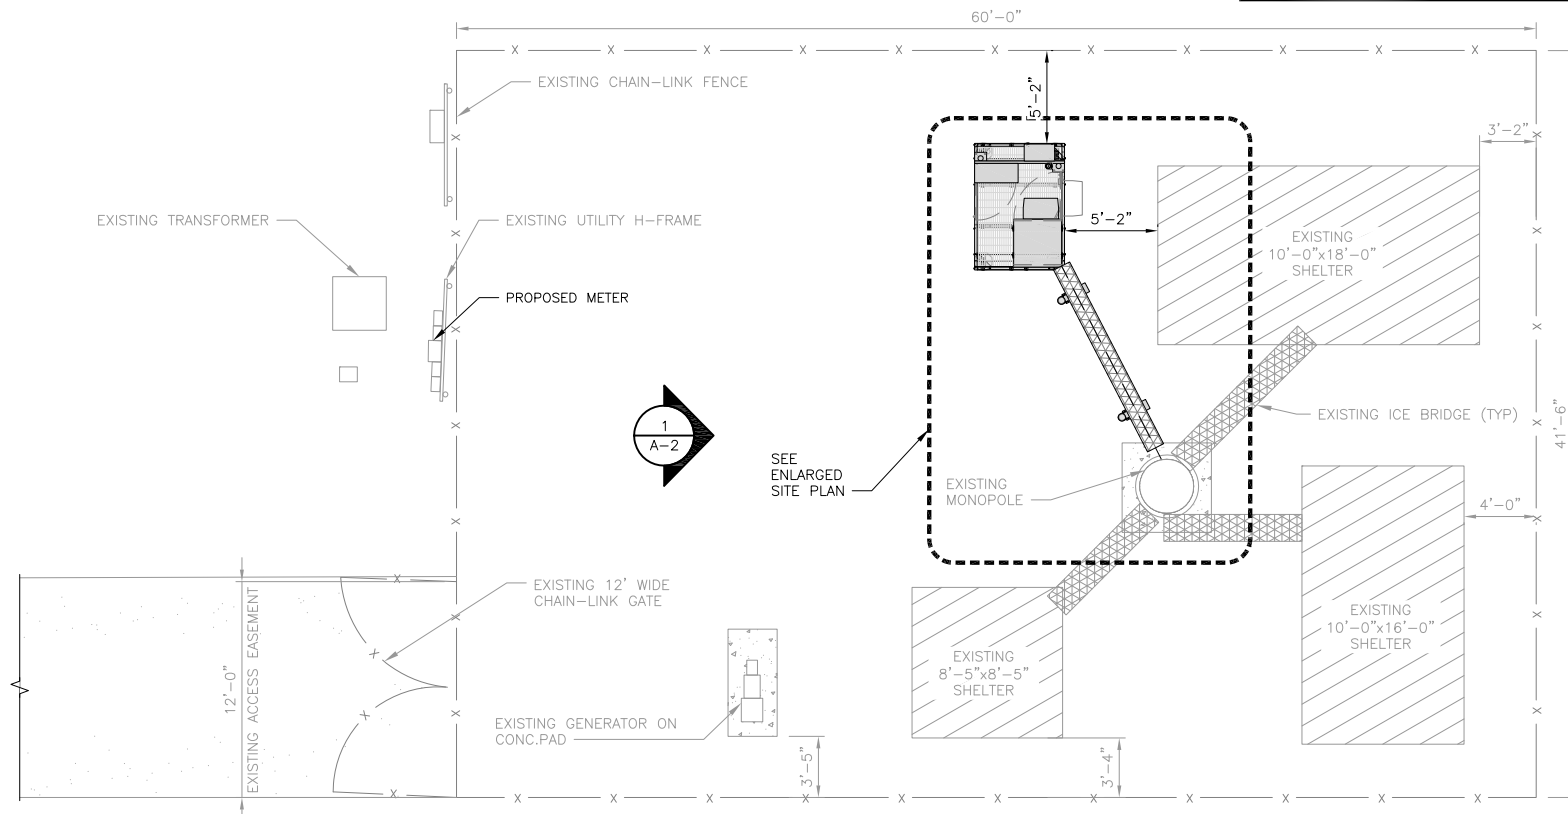 60'-0"
EXISTING CHAIN-LINK FENCE
5'-2"
3'-2"
EXISTING TRANSFORMER
EXISTING UTILITY H-FRAME
5'-2"
EXISTING
10'-0"x18'-0"
SHELTER
PROPOSED METER
1
A-2
EXISTING ICE BRIDGE (TYP)
41'-6"
SEE
ENLARGED
SITE PLAN
EXISTING
MONOPOLE
4'-0"
EXISTING 12' WIDE
CHAIN-LINK GATE
12'-0"
EXISTING ACCESS EASEMENT
EXISTING
10'-0"x16'-0"
SHELTER
EXISTING
8'-5"x8'-5"
SHELTER
EXISTING GENERATOR ON
CONC.PAD
3'-5"
3'-4"